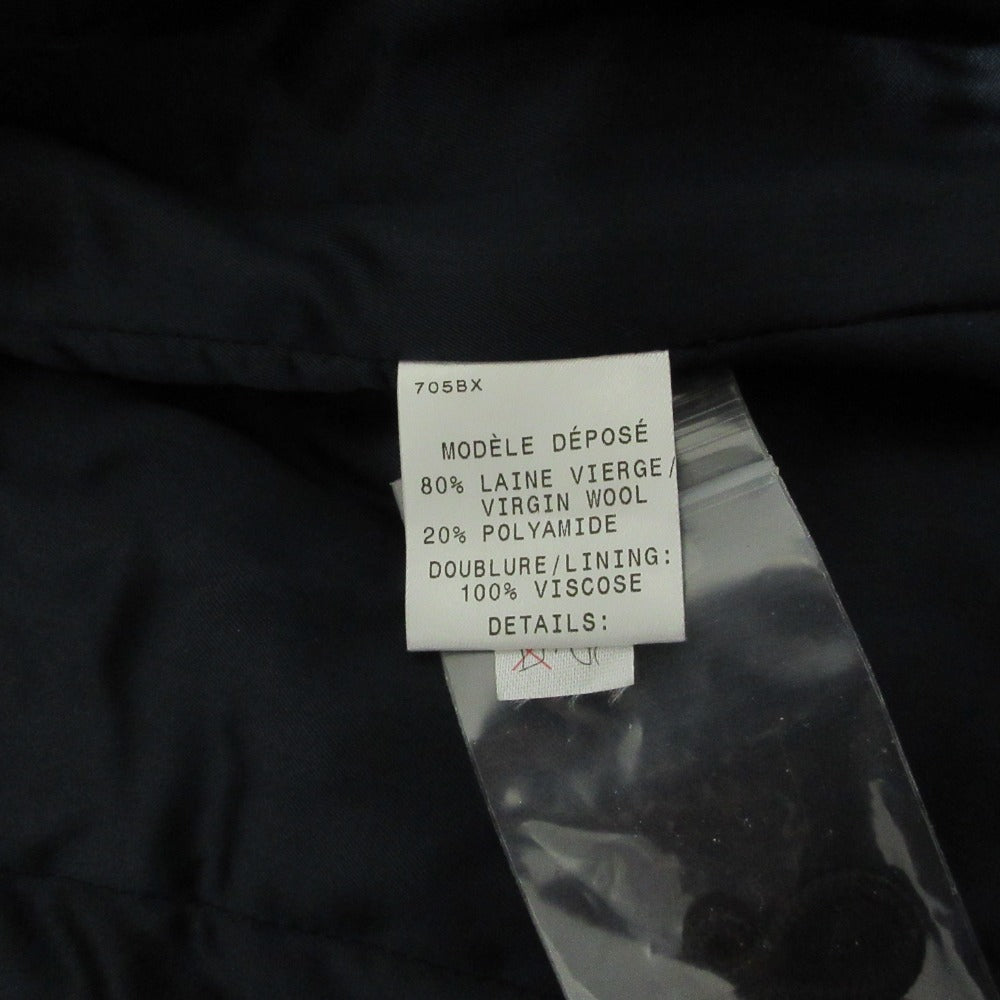 705BX
MODÈLE DÉPOSÉ
80% LAINE VIERGE/
VIRGIN WOOL
20% POLYAMIDE
DOUBLURE/LINING:
100% VISCOSE
DETAILS: